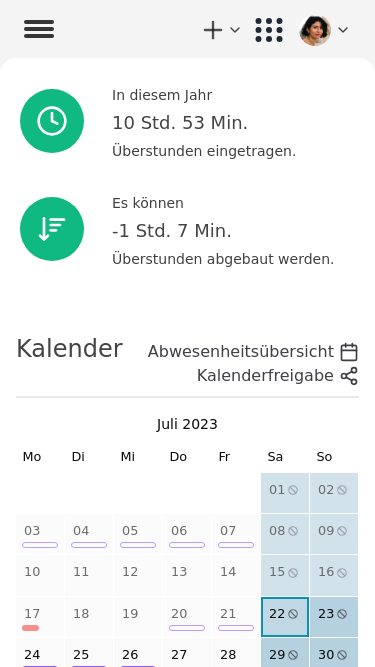 In diesem Jahr
10 Std. 53 Min.
Überstunden eingetragen.
Es können
-1 Std. 7 Min.
Überstunden abgebaut werden.
Kalender
Abwesenheitsübersicht
Kalenderfreigabe
Juli 2023
Mo Di Mi Do Fr Sa So
01 02
03 04 05 06 07 08 09
10 11 12 13 14 15 16
17 18 19 20 21 22 23
24 25 26 27 28 29 30